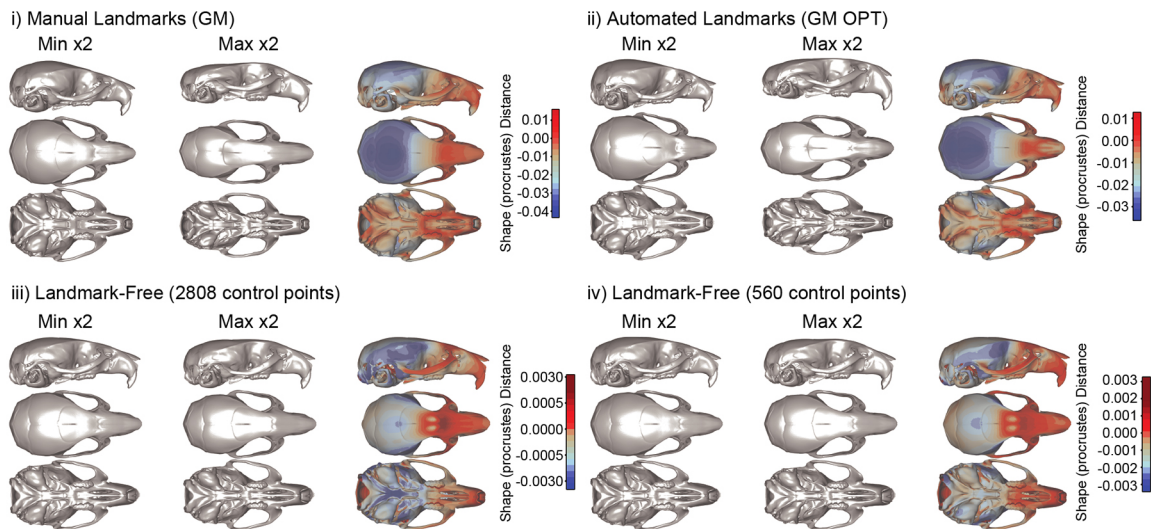 i) Manual Landmarks (GM)
Min x2
Max x2
0.01
0.00
-0.01
-0.02
-0.03
-0.04
Shape (procrustes) Distance
ii) Automated Landmarks (GM OPT)
Min x2
Max x2
0.01
0.00
-0.01
-0.02
-0.03
Shape (procrustes) Distance
iii) Landmark-Free (2808 control points)
Min x2
Max x2
0.0030
0.0005
0.0000
-0.0005
-0.0030
Shape (procrustes) Distance
iv) Landmark-Free (560 control points)
Min x2
Max x2
0.003
0.002
0.001
0.000
-0.001
-0.002
-0.003
Shape (procrustes) Distance